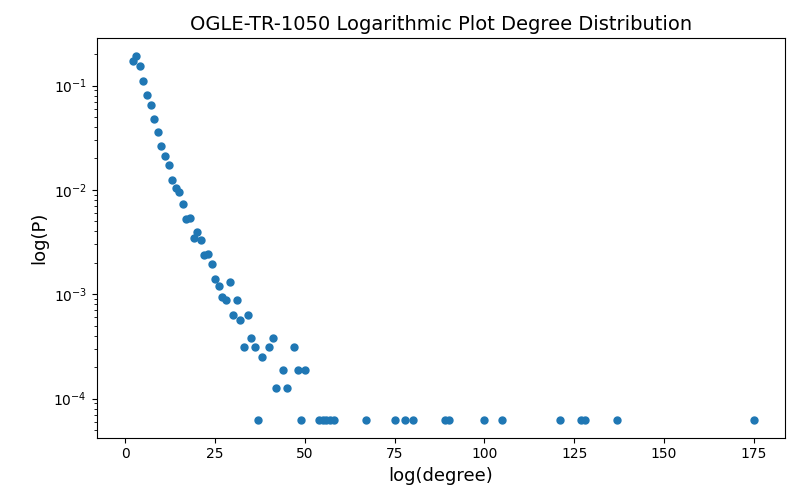 OGLE-TR-1050 Logarithmic Plot Degree Distribution
10⁻¹
10⁻²
10⁻³
10⁻⁴
log(P)
0 25 50 75 100 125 150 175
log(degree)